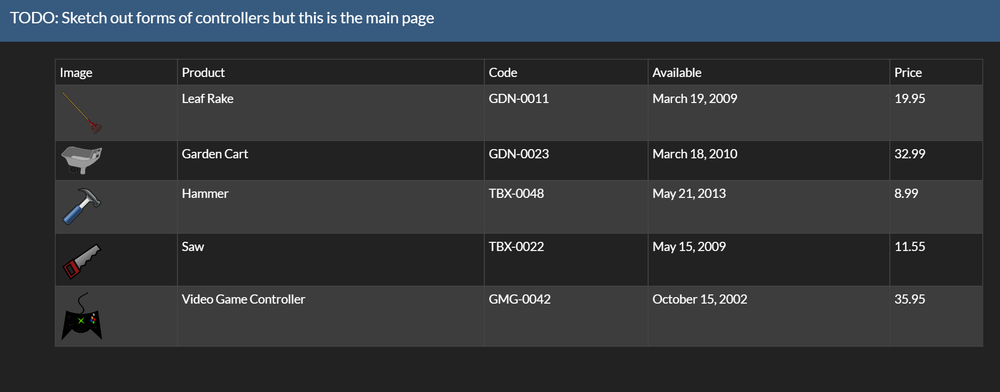 TODO: Sketch out forms of controllers but this is the main page
Image Product Code Available Price
Leaf Rake GDN-0011 March 19, 2009 19.95
Garden Cart GDN-0023 March 18, 2010 32.99
Hammer TBX-0048 May 21, 2013 8.99
Saw TBX-0022 May 15, 2009 11.55
Video Game Controller GMG-0042 October 15, 2002 35.95